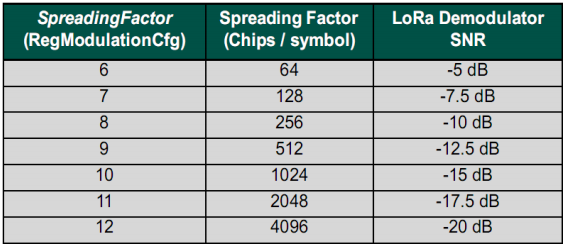 SpreadingFactor (RegModulationCfg) Spreading Factor (Chips / symbol) LoRa Demodulator SNR
6 64 -5 dB
7 128 -7.5 dB
8 256 -10 dB
9 512 -12.5 dB
10 1024 -15 dB
11 2048 -17.5 dB
12 4096 -20 dB